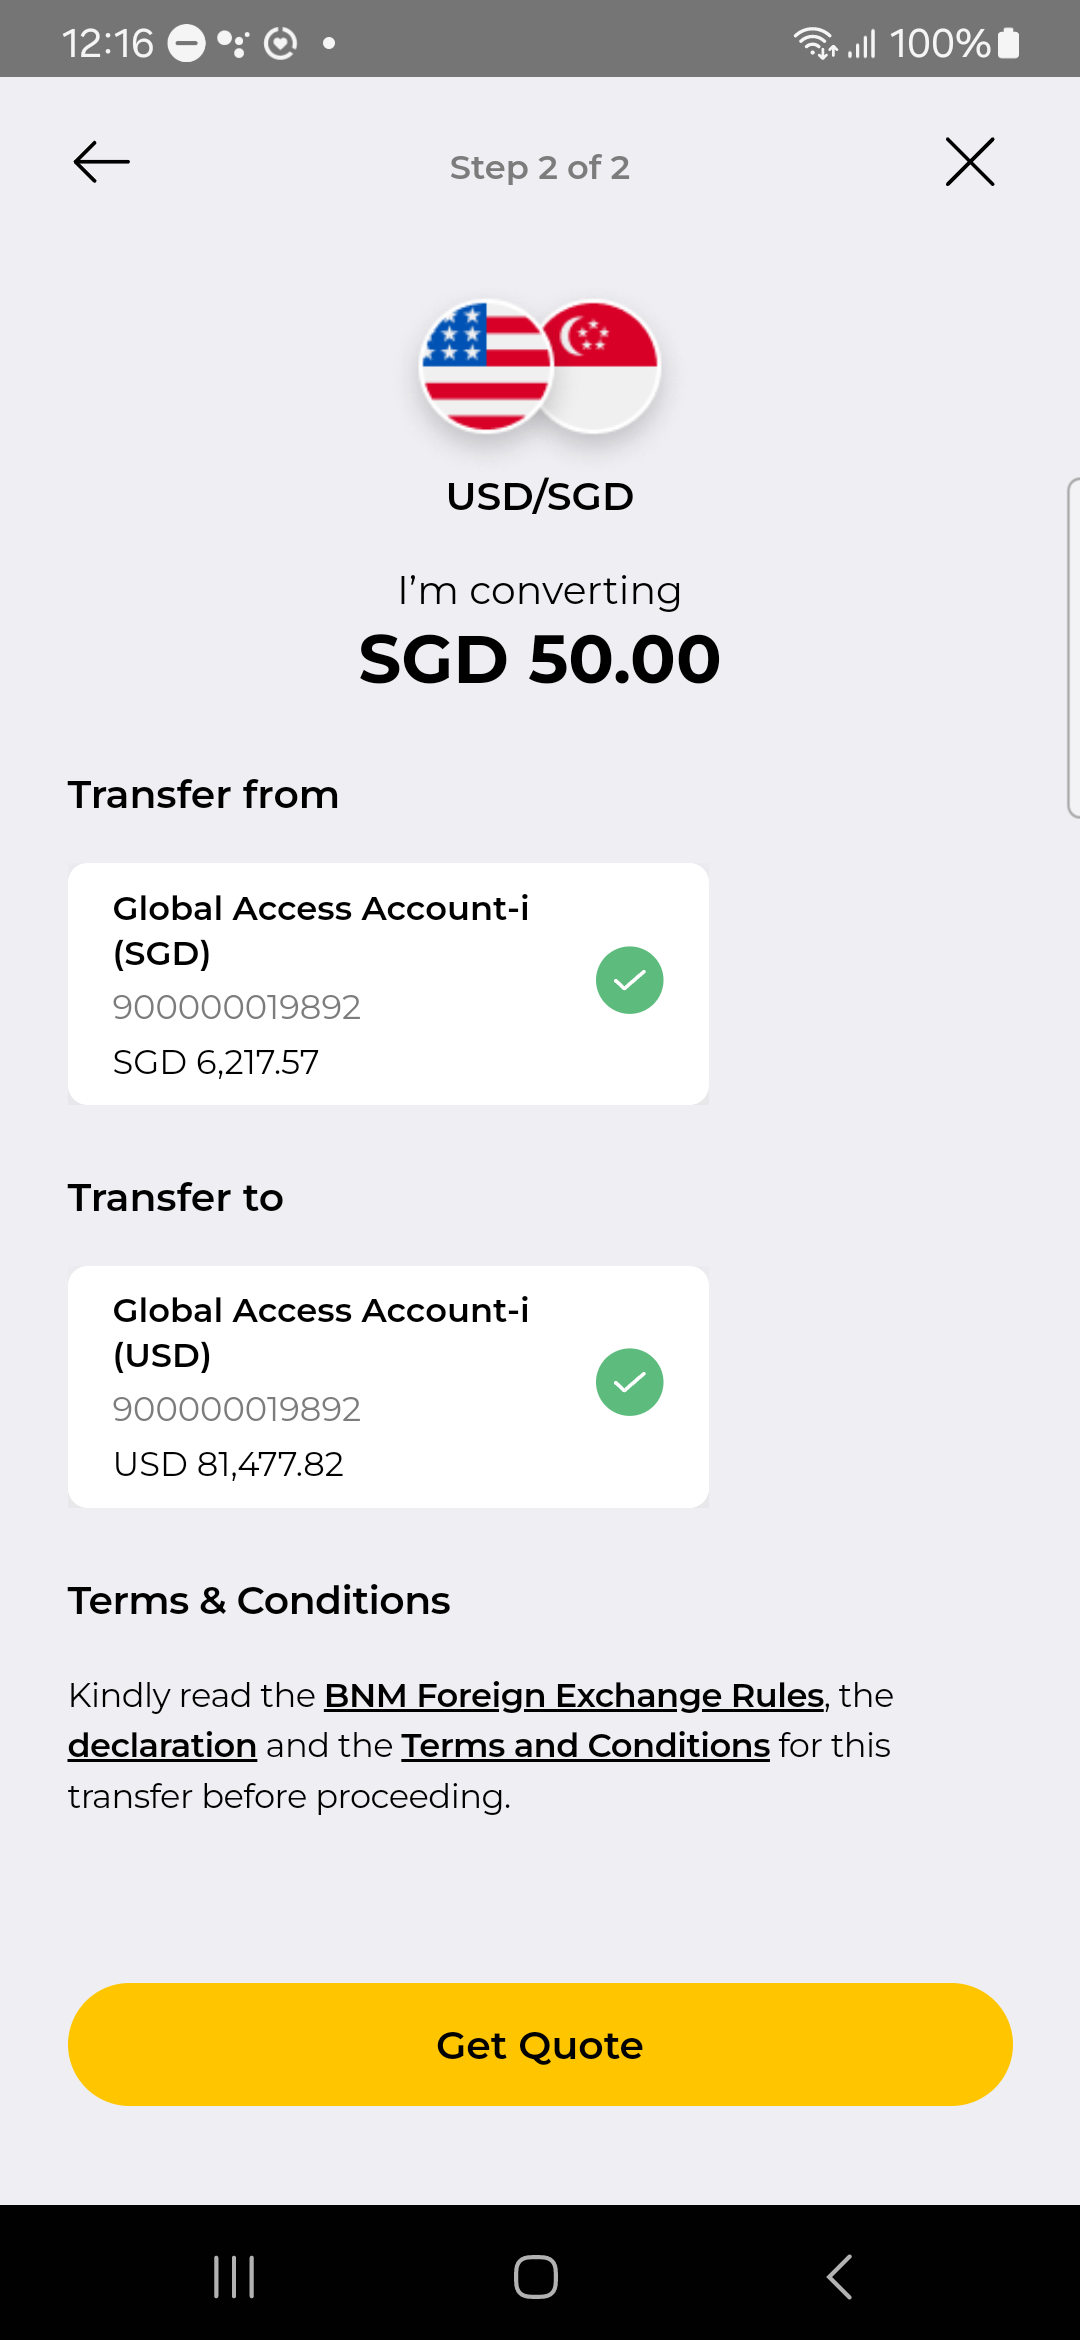 12:16
100%
Step 2 of 2
USD/SGD
I’m converting
SGD 50.00
Transfer from
Global Access Account-i
(SGD)
900000019892
SGD 6,217.57
Transfer to
Global Access Account-i
(USD)
900000019892
USD 81,477.82
Terms & Conditions
Kindly read the BNM Foreign Exchange Rules, the
declaration and the Terms and Conditions for this
transfer before proceeding.
Get Quote